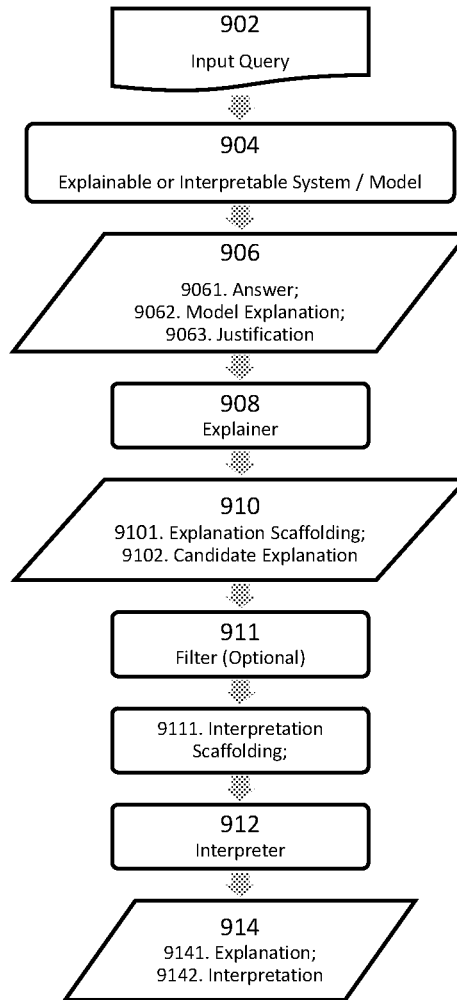 902
Input Query
904
Explainable or Interpretable System / Model
906
9061. Answer;
9062. Model Explanation;
9063. Justification
908
Explainer
910
9101. Explanation Scaffolding;
9102. Candidate Explanation
911
Filter (Optional)
9111. Interpretation
Scaffolding;
912
Interpreter
914
9141. Explanation;
9142. Interpretation